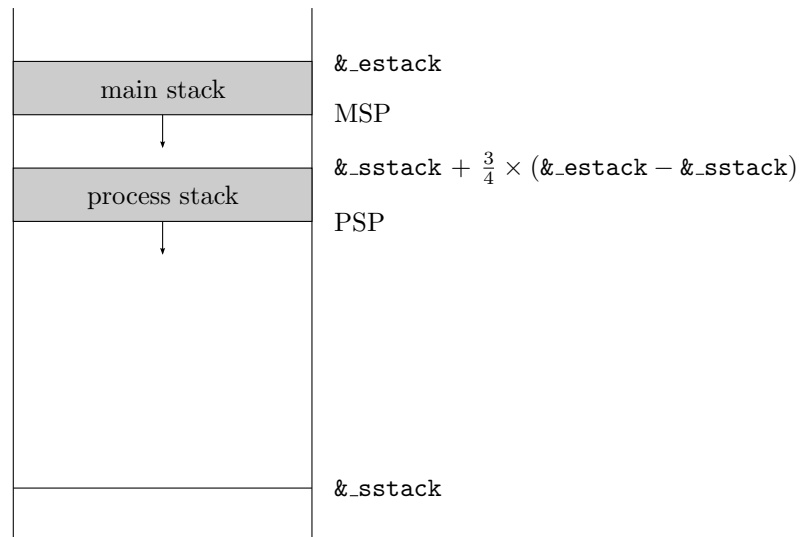 &_estack
main stack
MSP
&_sstack + 3/4 × (&_estack − &_sstack)
process stack
PSP
&_sstack